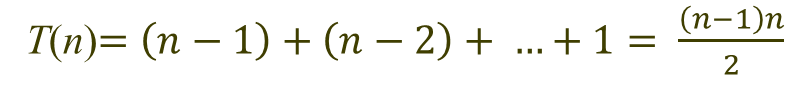 T(n)= (n − 1) + (n − 2) + … + 1 = (n−1)n / 2